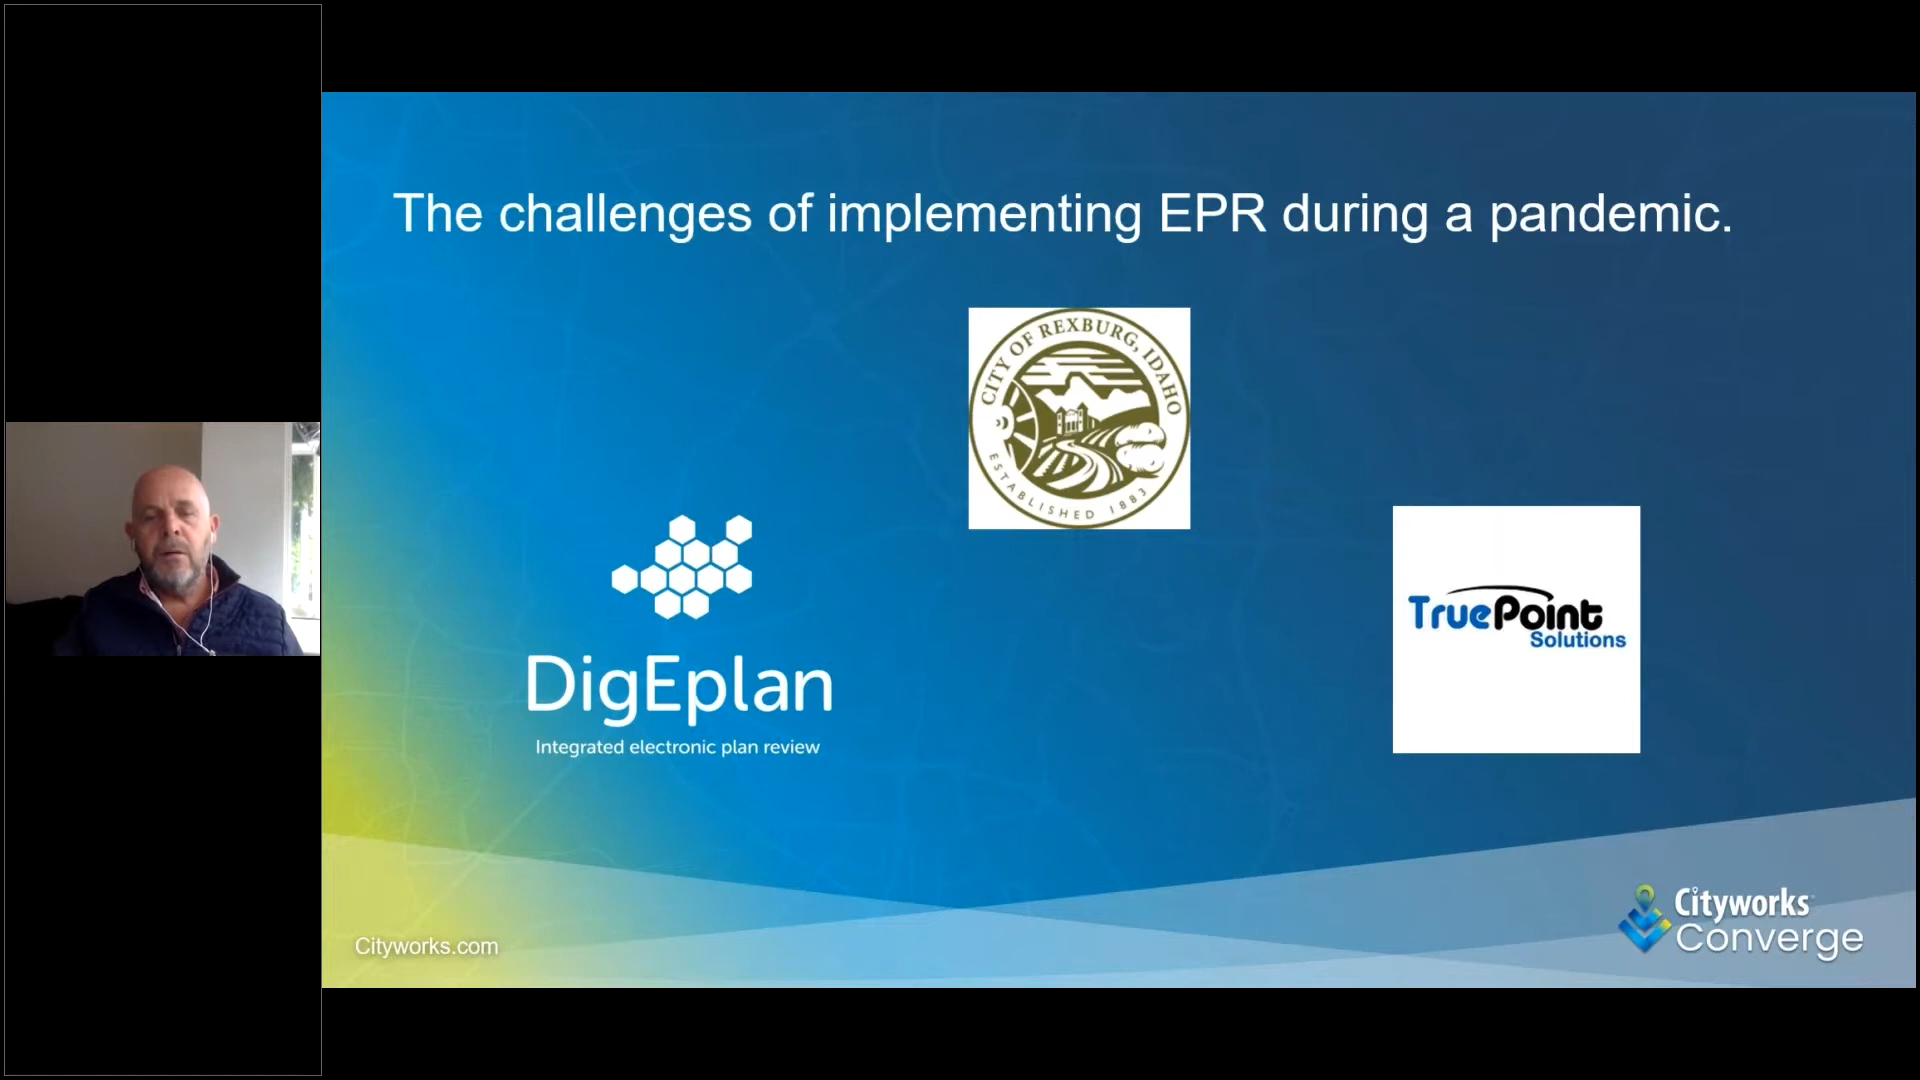 The challenges of implementing EPR during a pandemic.
CITY OF REXBURG, IDAHO
ESTABLISHED 1883
DigEplan
Integrated electronic plan review
TruePoint
Solutions
Cityworks.com
Cityworks
Converge